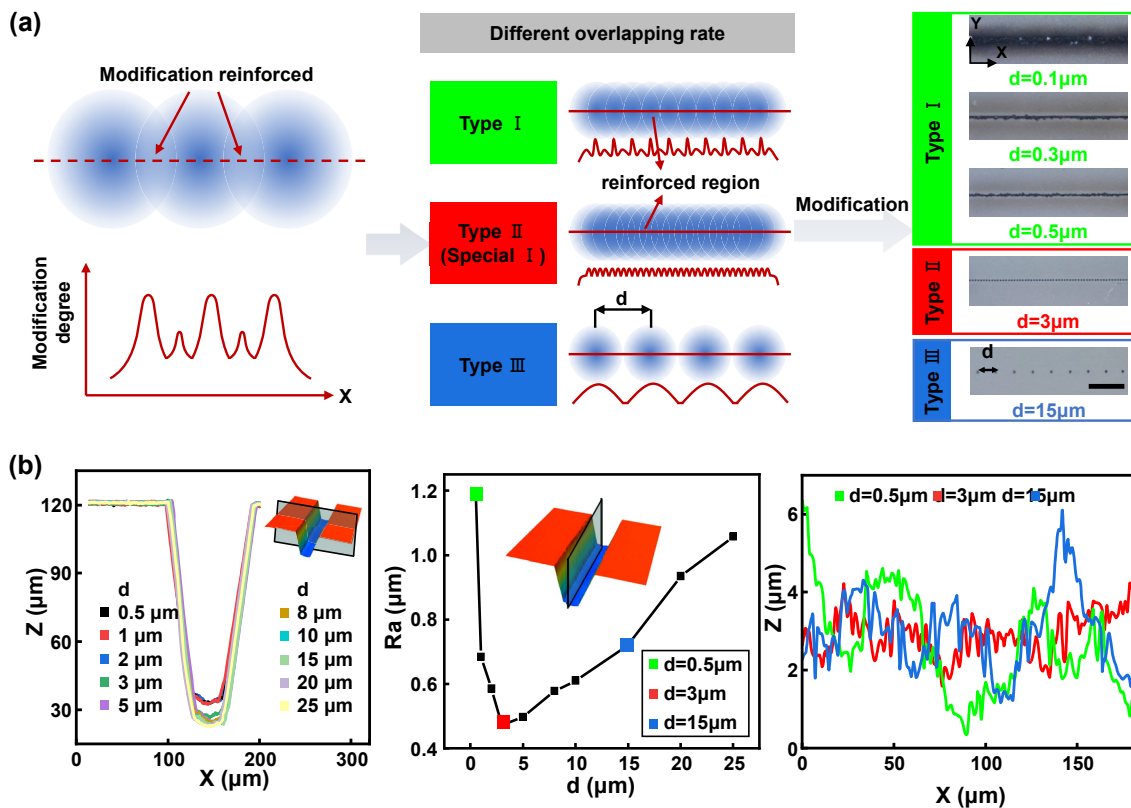 (a)
Modification reinforced
Modification
degree
X
Different overlapping rate
Type Ⅰ
reinforced region
Type Ⅱ
(Special Ⅰ)
d
Type Ⅲ
Modification
Type Ⅰ
Y
X
d=0.1μm
d=0.3μm
d=0.5μm
Type Ⅱ
d=3μm
Type Ⅲ
d
d=15μm
(b)
Z (μm)
120
90
60
30
0
100
200
300
X (μm)
d
0.5 μm
1 μm
2 μm
3 μm
5 μm
d
8 μm
10 μm
15 μm
20 μm
25 μm
Ra (μm)
1.2
1.0
0.8
0.6
0.4
0
5
10
15
20
25
d (μm)
d=0.5μm
d=3μm
d=15μm
Z (μm)
6
4
2
0
0
50
100
150
X (μm)
d=0.5μm d=3μm d=15μm